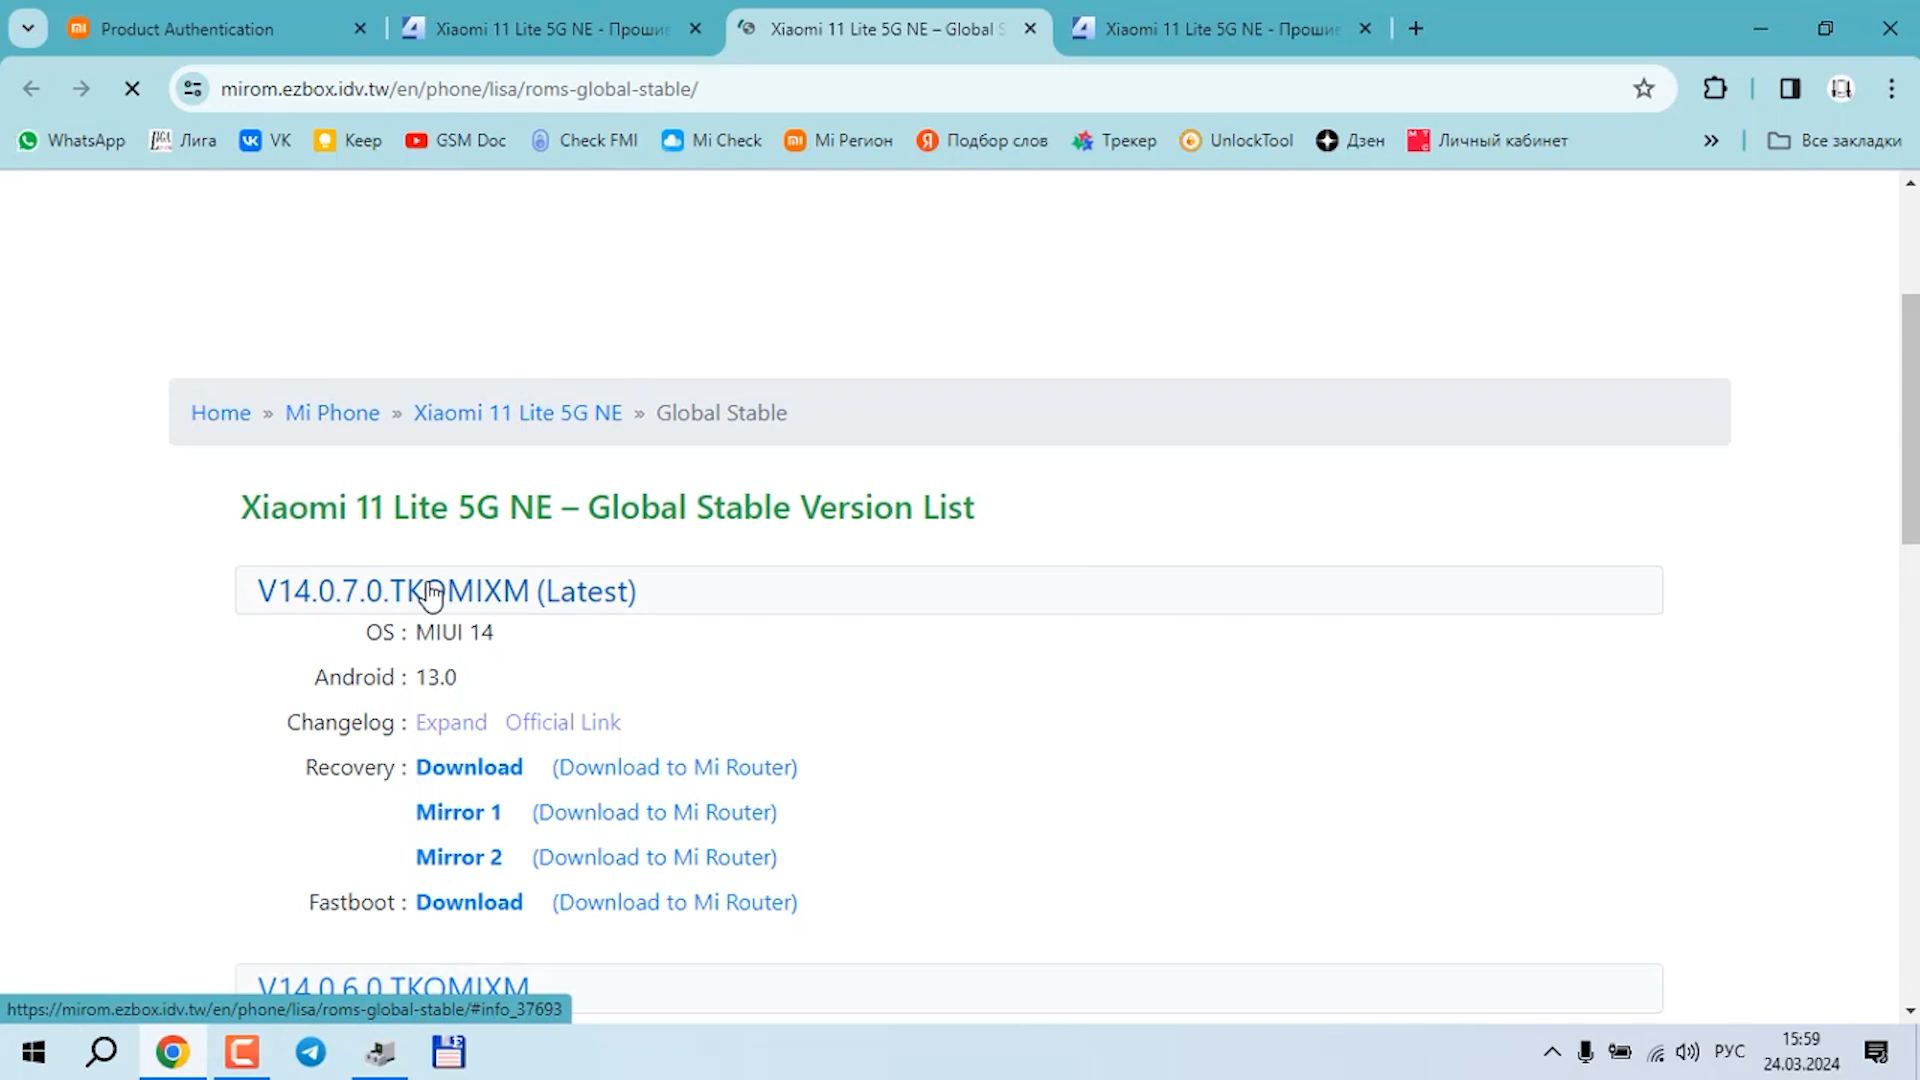 Product Authentication
Xiaomi 11 Lite 5G NE - Прошив
Xiaomi 11 Lite 5G NE – Global S
Xiaomi 11 Lite 5G NE - Прошив
mirom.ezbox.idv.tw/en/phone/lisa/roms-global-stable/
WhatsApp
Лига
VK
Keep
GSM Doc
Check FMI
Mi Check
Mi Регион
Подбор слов
Трекер
UnlockTool
Дзен
Личный кабинет
»
Все закладки
Home » Mi Phone » Xiaomi 11 Lite 5G NE » Global Stable
Xiaomi 11 Lite 5G NE – Global Stable Version List
V14.0.7.0.TKOMIXM (Latest)
OS : MIUI 14
Android : 13.0
Changelog : Expand Official Link
Recovery : Download (Download to Mi Router)
Mirror 1 (Download to Mi Router)
Mirror 2 (Download to Mi Router)
Fastboot : Download (Download to Mi Router)
V14.0.6.0.TKOMIXM
https://mirom.ezbox.idv.tw/en/phone/lisa/roms-global-stable/#info_37693
РУС
15:59
24.03.2024